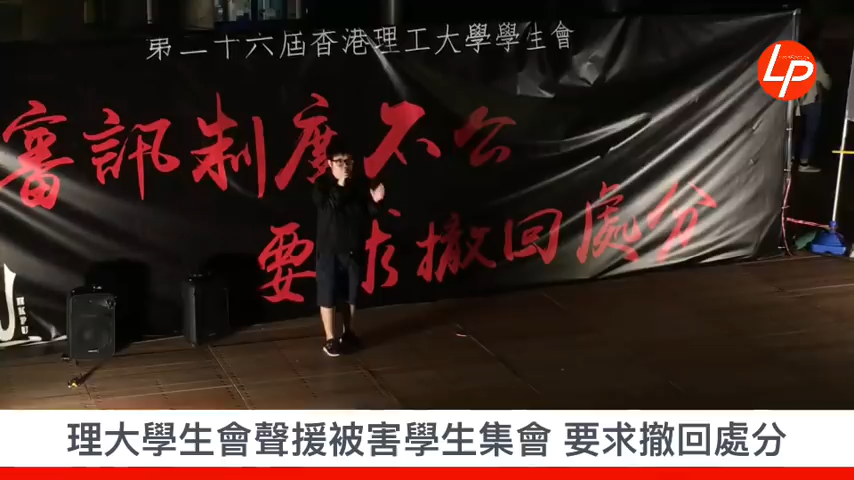 第二十六屆香港理工大學學生會
LP
審訊制度不公
要求撤回處分
HKPU
理大學生會聲援被害學生集會 要求撤回處分